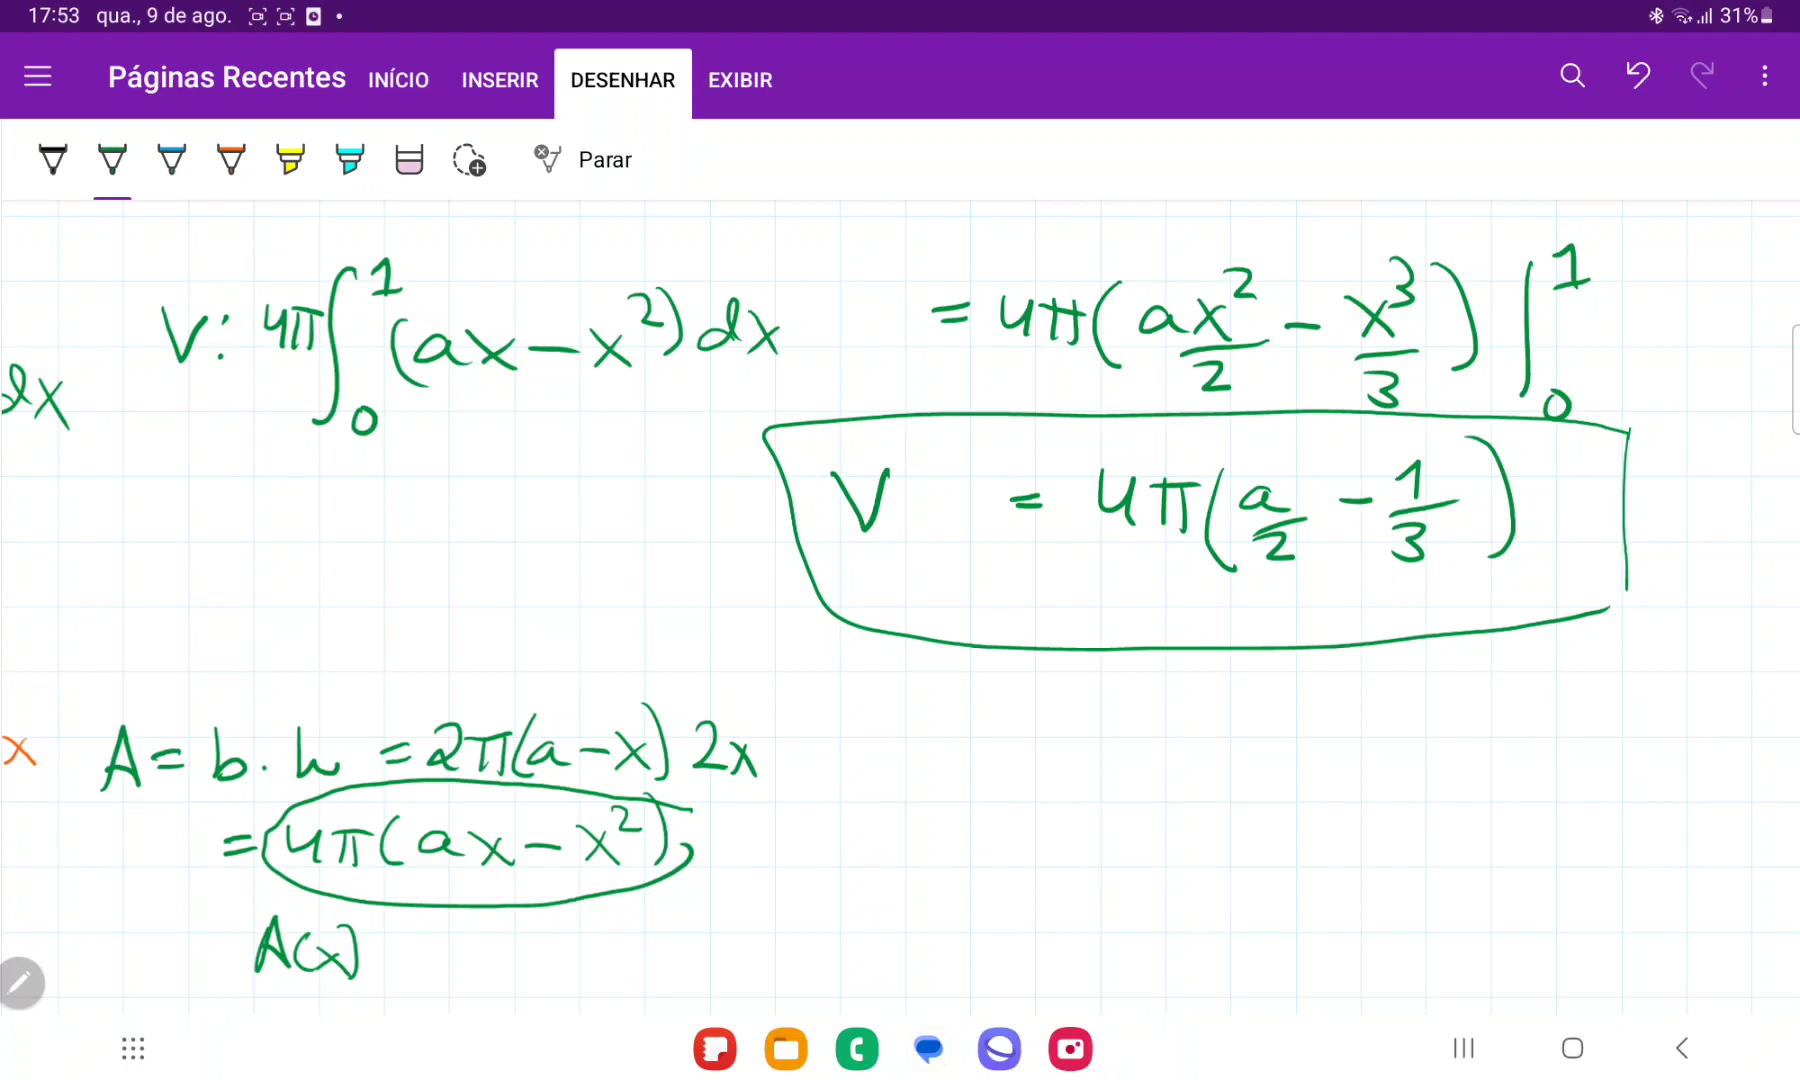 17:53 qua., 9 de ago. 31%
Páginas Recentes INÍCIO INSERIR DESENHAR EXIBIR
Parar
V: 4π∫₀¹ (ax − x²) dx = 4π(ax²/2 − x³/3)|₀¹
dx
V = 4π(a/2 − 1/3)
x A = b . h = 2π(a − x) 2x
= 4π(ax − x²),
A(x)